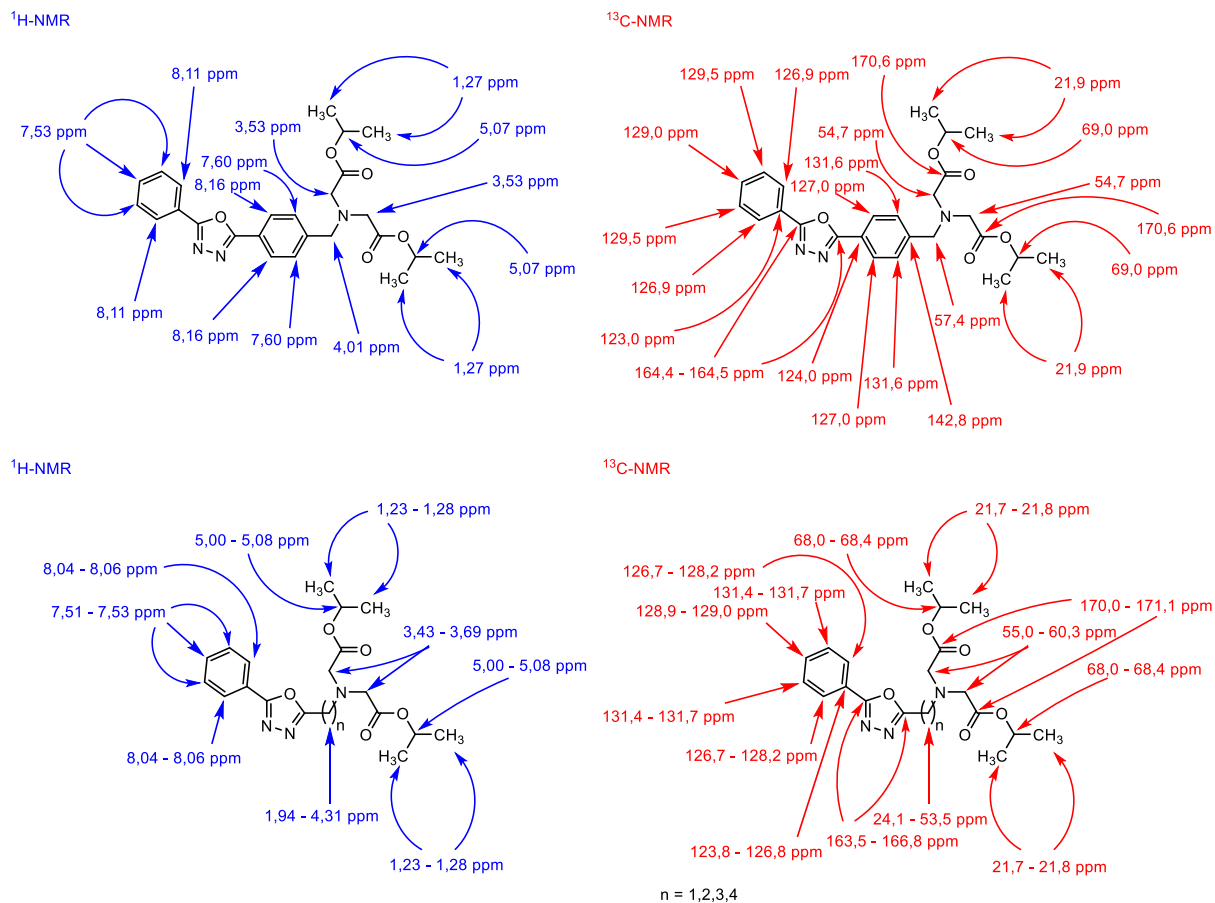 ¹H-NMR
8,11 ppm
1,27 ppm
7,53 ppm
3,53 ppm
5,07 ppm
H₃C
CH₃
7,60 ppm
8,16 ppm
O
O
3,53 ppm
N
O
N N
O
O
CH₃
H₃C
5,07 ppm
8,11 ppm
8,16 ppm
7,60 ppm
4,01 ppm
1,27 ppm
¹³C-NMR
170,6 ppm
129,5 ppm
126,9 ppm
21,9 ppm
129,0 ppm
54,7 ppm
69,0 ppm
H₃C
CH₃
131,6 ppm
127,0 ppm
O
O
54,7 ppm
N
O
N N
O
O
CH₃
H₃C
170,6 ppm
129,5 ppm
69,0 ppm
126,9 ppm
57,4 ppm
123,0 ppm
164,4 - 164,5 ppm
124,0 ppm
131,6 ppm
21,9 ppm
127,0 ppm
142,8 ppm
¹H-NMR
1,23 - 1,28 ppm
5,00 - 5,08 ppm
8,04 - 8,06 ppm
7,51 - 7,53 ppm
H₃C
CH₃
3,43 - 3,69 ppm
O
O
5,00 - 5,08 ppm
N
O
N N
n
O
O
CH₃
H₃C
8,04 - 8,06 ppm
1,94 - 4,31 ppm
1,23 - 1,28 ppm
¹³C-NMR
21,7 - 21,8 ppm
68,0 - 68,4 ppm
126,7 - 128,2 ppm
131,4 - 131,7 ppm
128,9 - 129,0 ppm
H₃C
CH₃
170,0 - 171,1 ppm
55,0 - 60,3 ppm
O
O
68,0 - 68,4 ppm
N
O
N N
n
O
O
CH₃
H₃C
131,4 - 131,7 ppm
126,7 - 128,2 ppm
24,1 - 53,5 ppm
163,5 - 166,8 ppm
123,8 - 126,8 ppm
21,7 - 21,8 ppm
n = 1,2,3,4